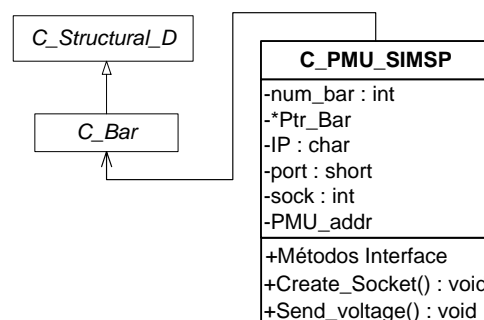 C_Structural_D
C_Bar
C_PMU_SIMSP
-num_bar : int
-*Ptr_Bar
-IP : char
-port : short
-sock : int
-PMU_addr
+Métodos Interface
+Create_Socket() : void
+Send_voltage() : void